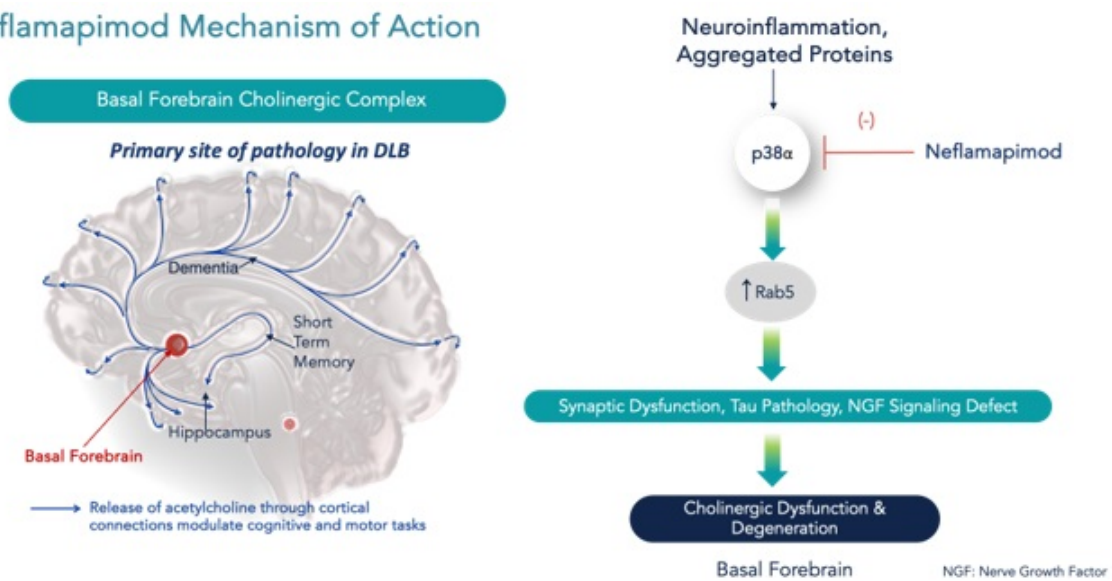 flamapimod Mechanism of Action
Basal Forebrain Cholinergic Complex
Primary site of pathology in DLB
Dementia
Short
Term
Memory
Hippocampus
Basal Forebrain
Release of acetylcholine through cortical
connections modulate cognitive and motor tasks
Neuroinflammation,
Aggregated Proteins
p38α
(-)
Neflamapimod
↑ Rab5
Synaptic Dysfunction, Tau Pathology, NGF Signaling Defect
Cholinergic Dysfunction &
Degeneration
Basal Forebrain
NGF: Nerve Growth Factor